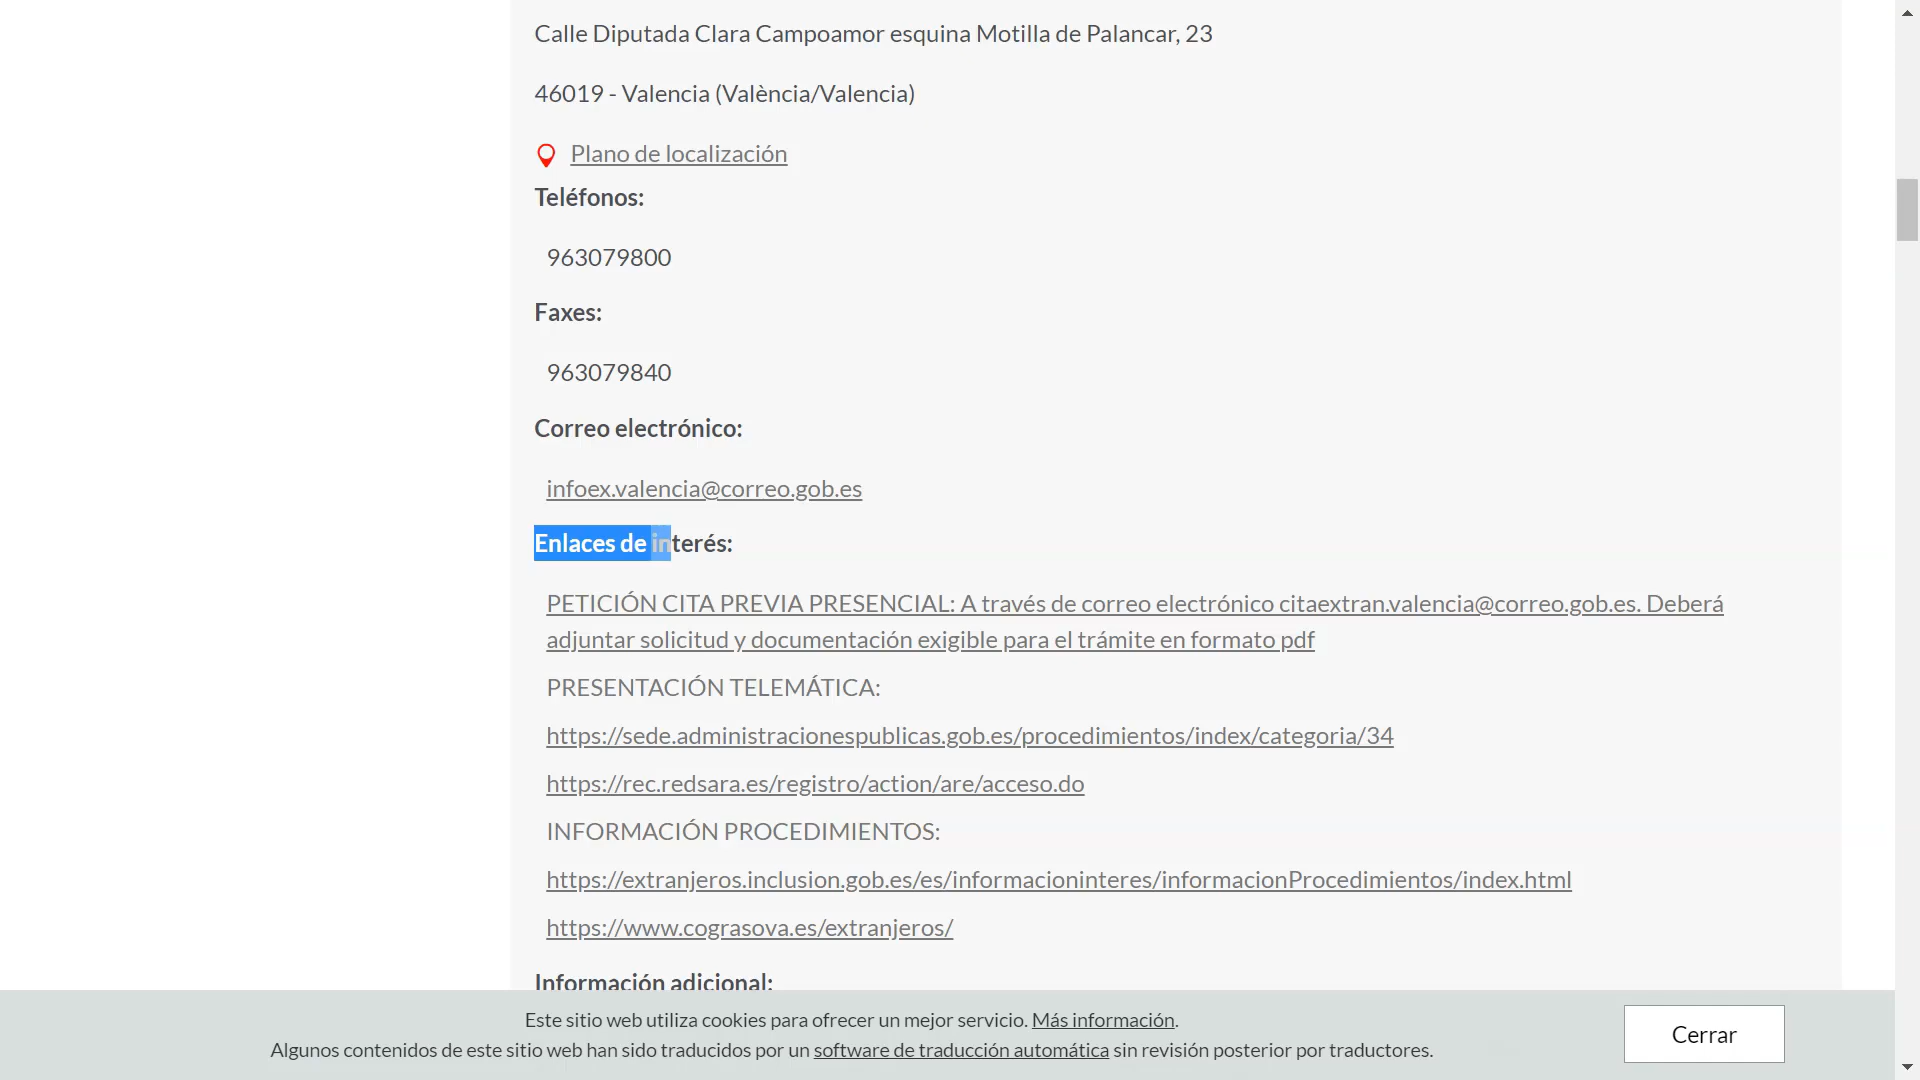 Calle Diputada Clara Campoamor esquina Motilla de Palancar, 23
46019 - Valencia (València/Valencia)
Plano de localización
Teléfonos:
963079800
Faxes:
963079840
Correo electrónico:
infoex.valencia@correo.gob.es
Enlaces de interés:
PETICIÓN CITA PREVIA PRESENCIAL: A través de correo electrónico citaextran.valencia@correo.gob.es. Deberá
adjuntar solicitud y documentación exigible para el trámite en formato pdf
PRESENTACIÓN TELEMÁTICA:
https://sede.administracionespublicas.gob.es/procedimientos/index/categoria/34
https://rec.redsara.es/registro/action/are/acceso.do
INFORMACIÓN PROCEDIMIENTOS:
https://extranjeros.inclusion.gob.es/es/informacioninteres/informacionProcedimientos/index.html
https://www.cograsova.es/extranjeros/
Información adicional:
Este sitio web utiliza cookies para ofrecer un mejor servicio. Más información.
Algunos contenidos de este sitio web han sido traducidos por un software de traducción automática sin revisión posterior por traductores.
Cerrar